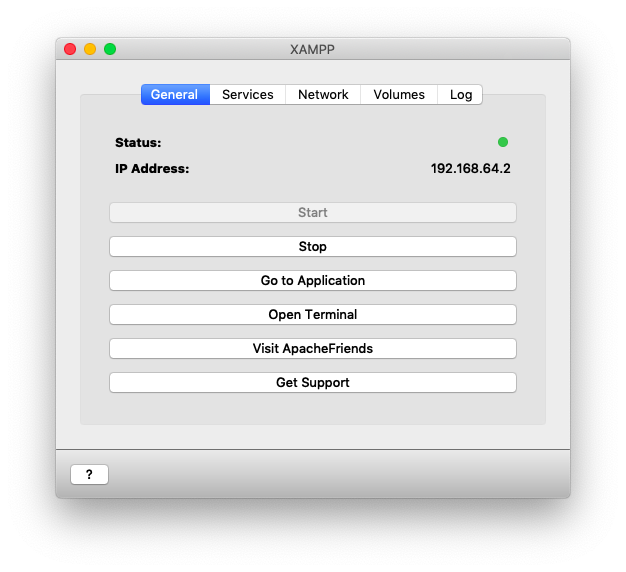 XAMPP
General Services Network Volumes Log
Status:
IP Address: 192.168.64.2
Start
Stop
Go to Application
Open Terminal
Visit ApacheFriends
Get Support
?